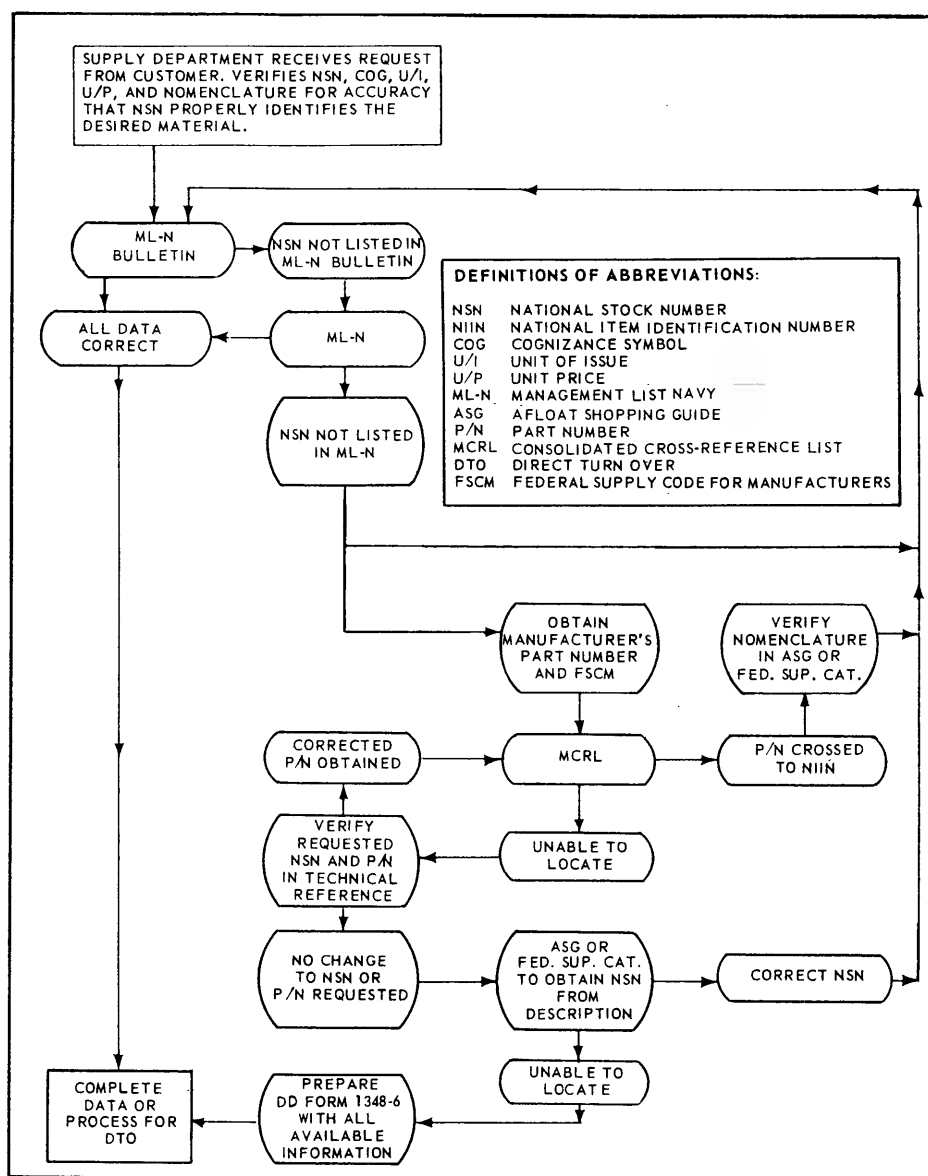 SUPPLY DEPARTMENT RECEIVES REQUEST
FROM CUSTOMER. VERIFIES NSN, COG, U/I,
U/P, AND NOMENCLATURE FOR ACCURACY
THAT NSN PROPERLY IDENTIFIES THE
DESIRED MATERIAL.
ML-N
BULLETIN
NSN NOT LISTED IN
ML-N BULLETIN
ALL DATA
CORRECT
ML-N
NSN NOT LISTED
IN ML-N
DEFINITIONS OF ABBREVIATIONS:
NSN NATIONAL STOCK NUMBER
NIIN NATIONAL ITEM IDENTIFICATION NUMBER
COG COGNIZANCE SYMBOL
U/I UNIT OF ISSUE
U/P UNIT PRICE
ML-N MANAGEMENT LIST NAVY
ASG AFLOAT SHOPPING GUIDE
P/N PART NUMBER
MCRL CONSOLIDATED CROSS-REFERENCE LIST
DTO DIRECT TURN OVER
FSCM FEDERAL SUPPLY CODE FOR MANUFACTURERS
OBTAIN
MANUFACTURER'S
PART NUMBER
AND FSCM
VERIFY
NOMENCLATURE
IN ASG OR
FED. SUP. CAT.
CORRECTED
P/N OBTAINED
MCRL
P/N CROSSED
TO NIIN
VERIFY
REQUESTED
NSN AND P/N
IN TECHNICAL
REFERENCE
UNABLE TO
LOCATE
NO CHANGE
TO NSN OR
P/N REQUESTED
ASG OR
FED. SUP. CAT.
TO OBTAIN NSN
FROM
DESCRIPTION
CORRECT NSN
UNABLE TO
LOCATE
COMPLETE
DATA OR
PROCESS FOR
DTO
PREPARE
DD FORM 1348-6
WITH ALL
AVAILABLE
INFORMATION